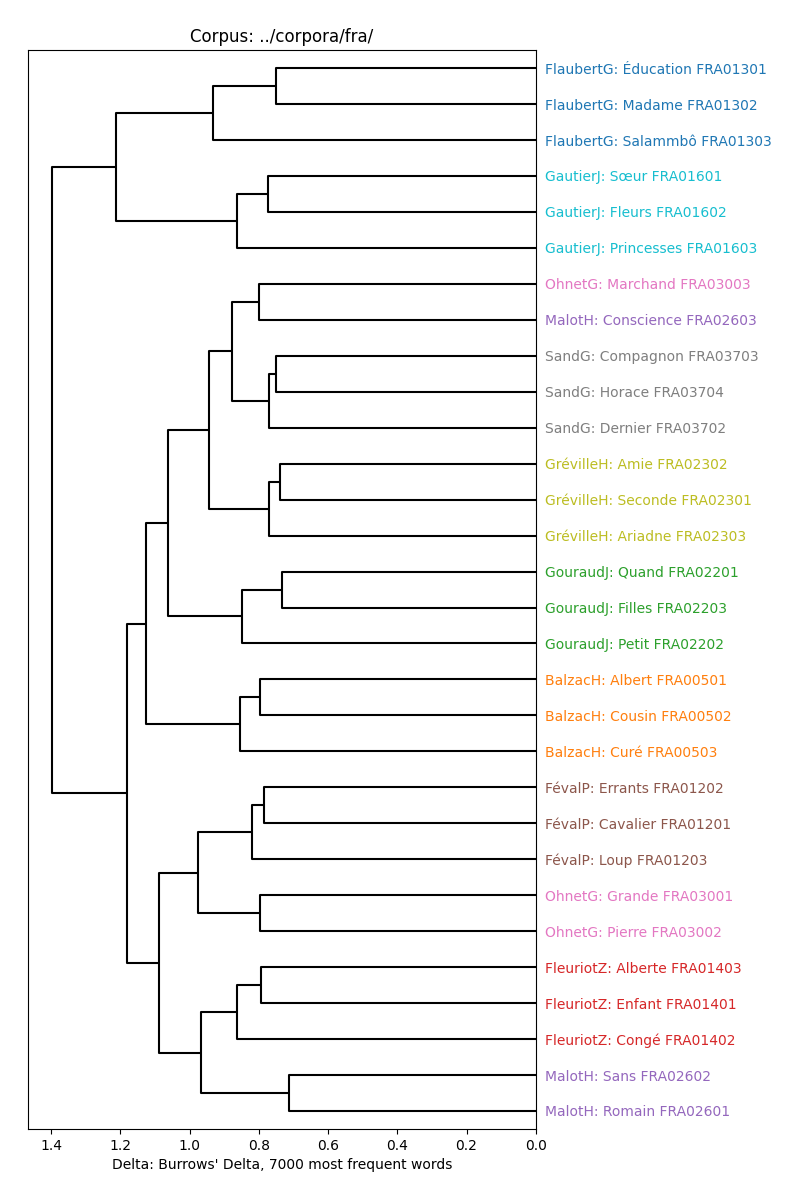 Corpus: ../corpora/fra/
FlaubertG: Éducation FRA01301
FlaubertG: Madame FRA01302
FlaubertG: Salammbô FRA01303
GautierJ: Sœur FRA01601
GautierJ: Fleurs FRA01602
GautierJ: Princesses FRA01603
OhnetG: Marchand FRA03003
MalotH: Conscience FRA02603
SandG: Compagnon FRA03703
SandG: Horace FRA03704
SandG: Dernier FRA03702
GrévilleH: Amie FRA02302
GrévilleH: Seconde FRA02301
GrévilleH: Ariadne FRA02303
GouraudJ: Quand FRA02201
GouraudJ: Filles FRA02203
GouraudJ: Petit FRA02202
BalzacH: Albert FRA00501
BalzacH: Cousin FRA00502
BalzacH: Curé FRA00503
FévalP: Errants FRA01202
FévalP: Cavalier FRA01201
FévalP: Loup FRA01203
OhnetG: Grande FRA03001
OhnetG: Pierre FRA03002
FleuriotZ: Alberte FRA01403
FleuriotZ: Enfant FRA01401
FleuriotZ: Congé FRA01402
MalotH: Sans FRA02602
MalotH: Romain FRA02601
1.4 1.2 1.0 0.8 0.6 0.4 0.2 0.0
Delta: Burrows' Delta, 7000 most frequent words